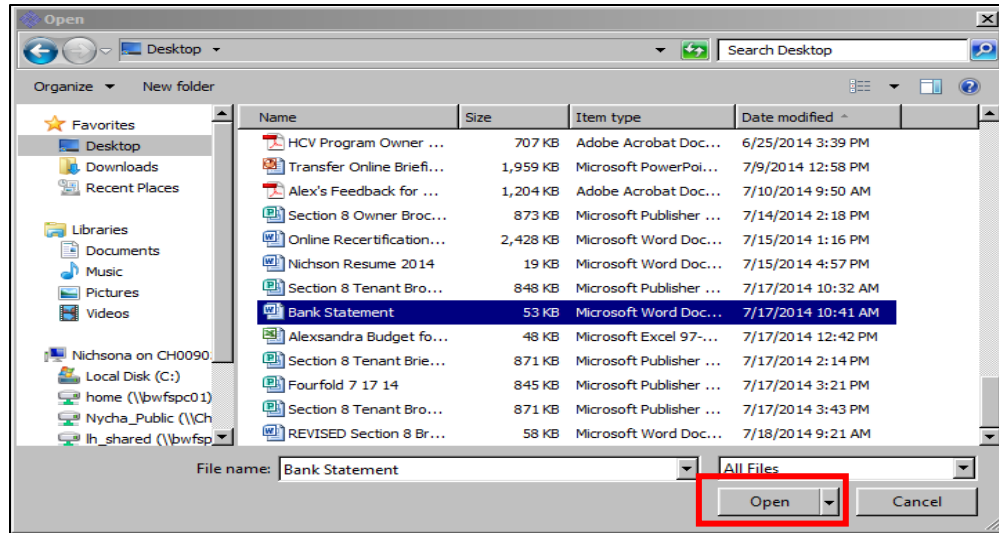 Open
Desktop
Search Desktop
Organize New folder
Favorites
Desktop
Downloads
Recent Places
Libraries
Documents
Music
Pictures
Videos
Nichsona on CH0090
Local Disk (C:)
home (\\bwfspc01)
Nycha_Public (\\Ch
lh_shared (\\bwfsp
Name Size Item type Date modified
HCV Program Owner ... 707 KB Adobe Acrobat Doc... 6/25/2014 3:39 PM
Transfer Online Briefi... 1,959 KB Microsoft PowerPoi... 7/9/2014 12:58 PM
Alex's Feedback for ... 1,204 KB Adobe Acrobat Doc... 7/10/2014 9:50 AM
Section 8 Owner Broc... 873 KB Microsoft Publisher ... 7/14/2014 2:18 PM
Online Recertification... 2,428 KB Microsoft Word Doc... 7/15/2014 1:16 PM
Nichson Resume 2014 19 KB Microsoft Word Doc... 7/15/2014 4:57 PM
Section 8 Tenant Bro... 848 KB Microsoft Publisher ... 7/17/2014 10:32 AM
Bank Statement 53 KB Microsoft Word Doc... 7/17/2014 10:41 AM
Alexsandra Budget fo... 48 KB Microsoft Excel 97-... 7/17/2014 12:42 PM
Section 8 Tenant Brie... 871 KB Microsoft Publisher ... 7/17/2014 2:14 PM
Fourfold 7 17 14 845 KB Microsoft Publisher ... 7/17/2014 3:21 PM
Section 8 Tenant Bro... 871 KB Microsoft Publisher ... 7/17/2014 3:43 PM
REVISED Section 8 Br... 58 KB Microsoft Word Doc... 7/18/2014 9:21 AM
File name: Bank Statement All Files
Open Cancel